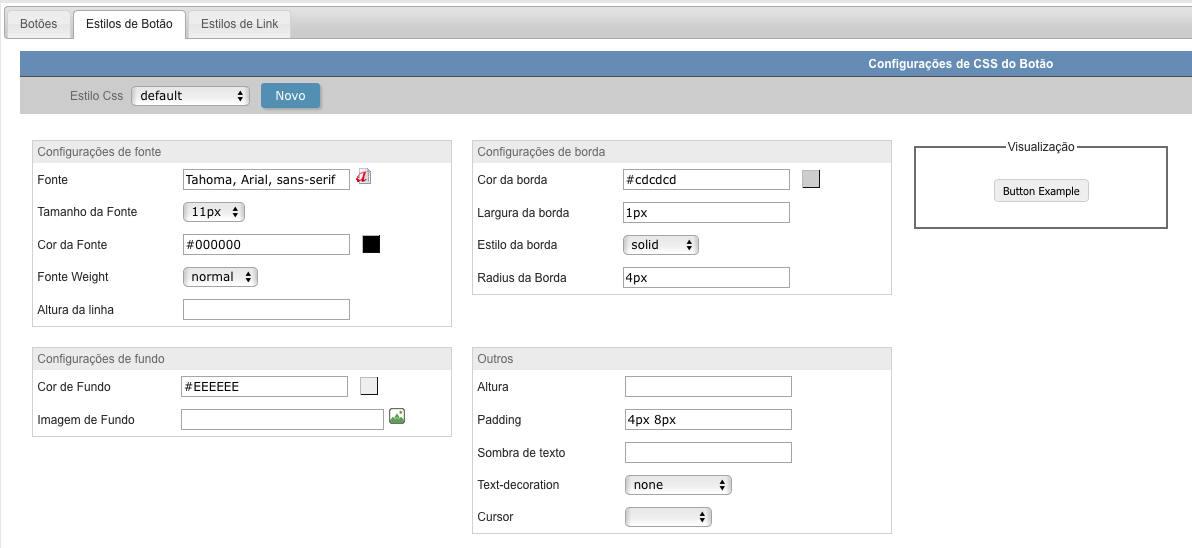 Botões Estilos de Botão Estilos de Link
Configurações de CSS do Botão
Estilo Css default Novo
Configurações de fonte
Fonte Tahoma, Arial, sans-serif
Tamanho da Fonte 11px
Cor da Fonte #000000
Fonte Weight normal
Altura da linha
Configurações de borda
Cor da borda #cdcdcd
Largura da borda 1px
Estilo da borda solid
Radius da Borda 4px
Visualização
Button Example
Configurações de fundo
Cor de Fundo #EEEEEE
Imagem de Fundo
Outros
Altura
Padding 4px 8px
Sombra de texto
Text-decoration none
Cursor